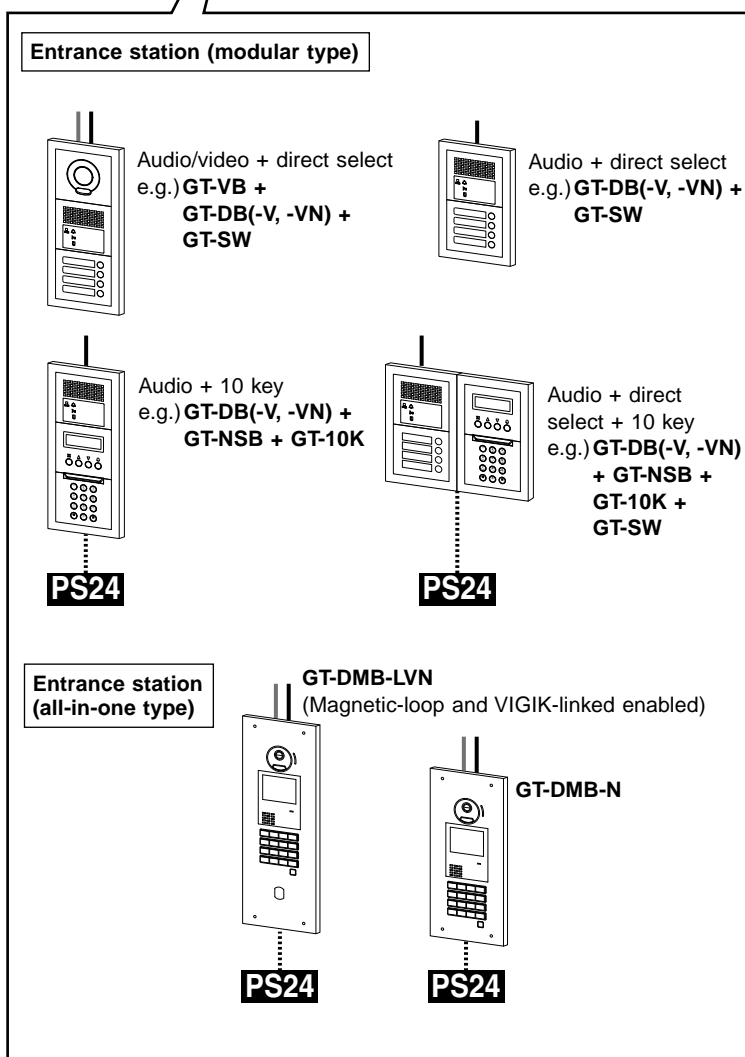 Entrance station (modular type)
Audio/video + direct select
e.g.) GT-VB +
GT-DB(-V, -VN) +
GT-SW
Audio + direct select
e.g.) GT-DB(-V, -VN) +
GT-SW
Audio + 10 key
e.g.) GT-DB(-V, -VN) +
GT-NSB + GT-10K
PS24
Audio + direct
select + 10 key
e.g.) GT-DB(-V, -VN)
+ GT-NSB +
GT-10K +
GT-SW
PS24
Entrance station
(all-in-one type)
GT-DMB-LVN
(Magnetic-loop and VIGIK-linked enabled)
PS24
GT-DMB-N
PS24